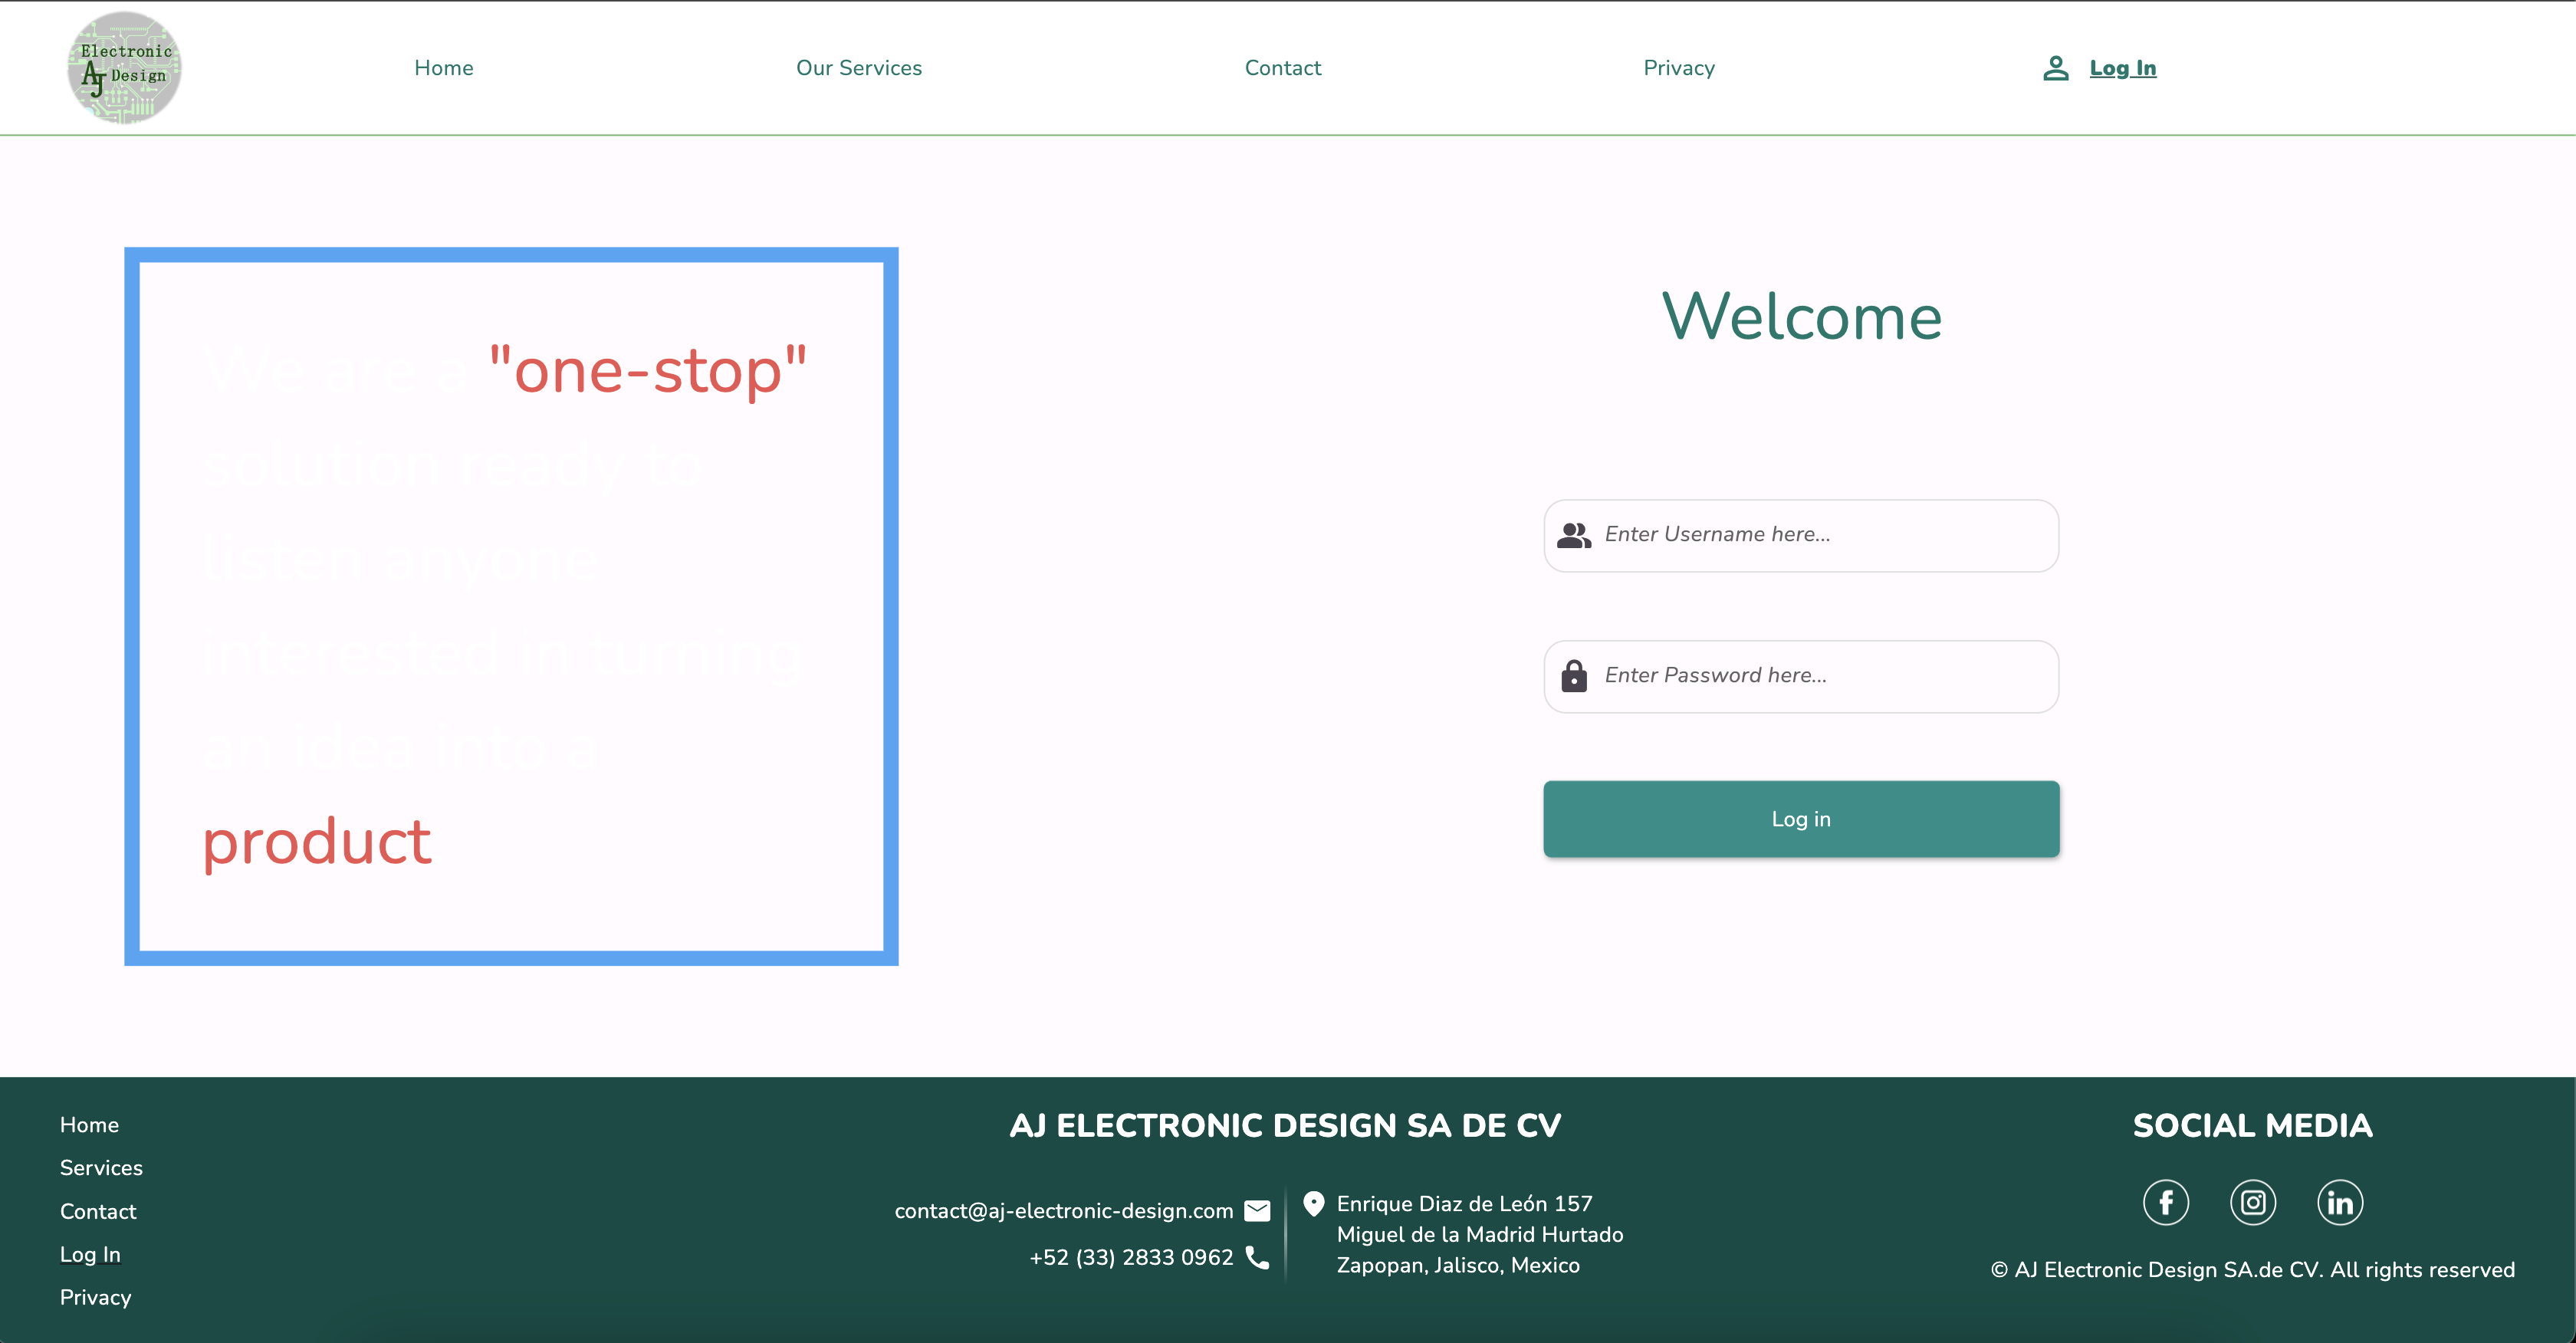 Electronic
AJ Design
Home
Our Services
Contact
Privacy
Log In
We are a "one-stop"
solution ready to
listen anyone
interested in turning
an idea into a
product
Welcome
Enter Username here...
Enter Password here...
Log in
Home
Services
Contact
Log In
Privacy
AJ ELECTRONIC DESIGN SA DE CV
contact@aj-electronic-design.com
+52 (33) 2833 0962
Enrique Diaz de León 157
Miguel de la Madrid Hurtado
Zapopan, Jalisco, Mexico
SOCIAL MEDIA
f
in
© AJ Electronic Design SA.de CV. All rights reserved